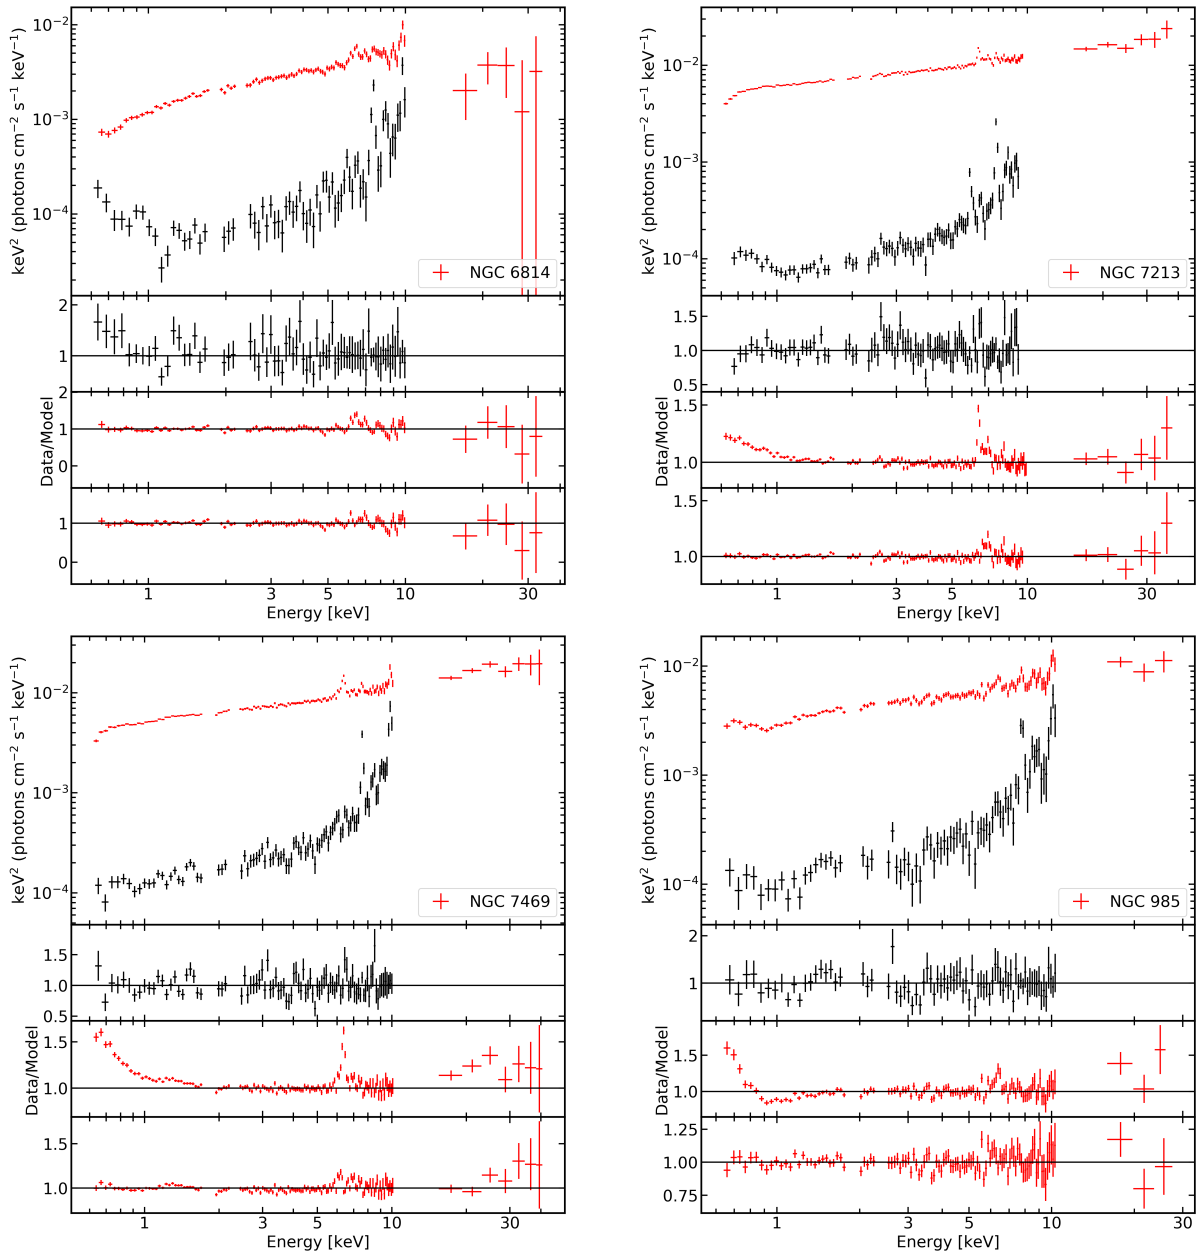 keV² (photons cm⁻² s⁻¹ keV⁻¹)
10⁻²
10⁻³
10⁻⁴
NGC 6814
2
1
Data/Model
2
1
0
1
0
1 3 5 10 30
Energy [keV]
keV² (photons cm⁻² s⁻¹ keV⁻¹)
10⁻²
10⁻³
10⁻⁴
NGC 7213
1.5
1.0
0.5
Data/Model
1.5
1.0
1.5
1.0
1 3 5 10 30
Energy [keV]
keV² (photons cm⁻² s⁻¹ keV⁻¹)
10⁻²
10⁻³
10⁻⁴
NGC 7469
1.5
1.0
0.5
Data/Model
1.5
1.0
1.5
1.0
1 3 5 10 30
Energy [keV]
keV² (photons cm⁻² s⁻¹ keV⁻¹)
10⁻²
10⁻³
10⁻⁴
NGC 985
2
1
Data/Model
1.5
1.0
1.25
1.00
0.75
1 3 5 10 30
Energy [keV]